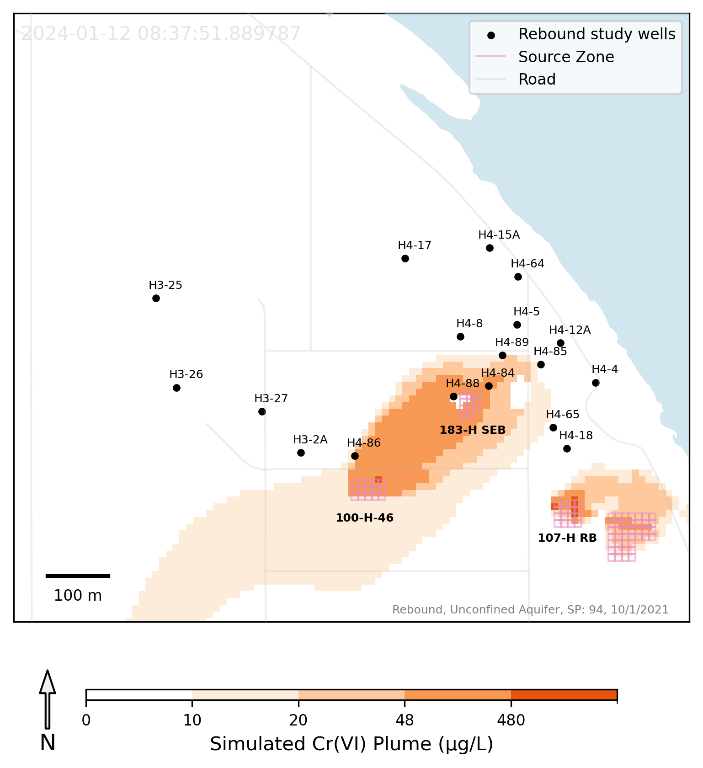 2024-01-12 08:37:51.889787
Rebound study wells
Source Zone
Road
H4-15A
H4-17
H4-64
H3-25
H4-5
H4-8
H4-12A
H4-89
H4-85
H4-4
H3-26
H4-84
H4-88
H3-27
H4-65
183-H SEB
H4-18
H3-2A
H4-86
100-H-46
107-H RB
100 m
Rebound, Unconfined Aquifer, SP: 94, 10/1/2021
N
0 10 20 48 480
Simulated Cr(VI) Plume (µg/L)